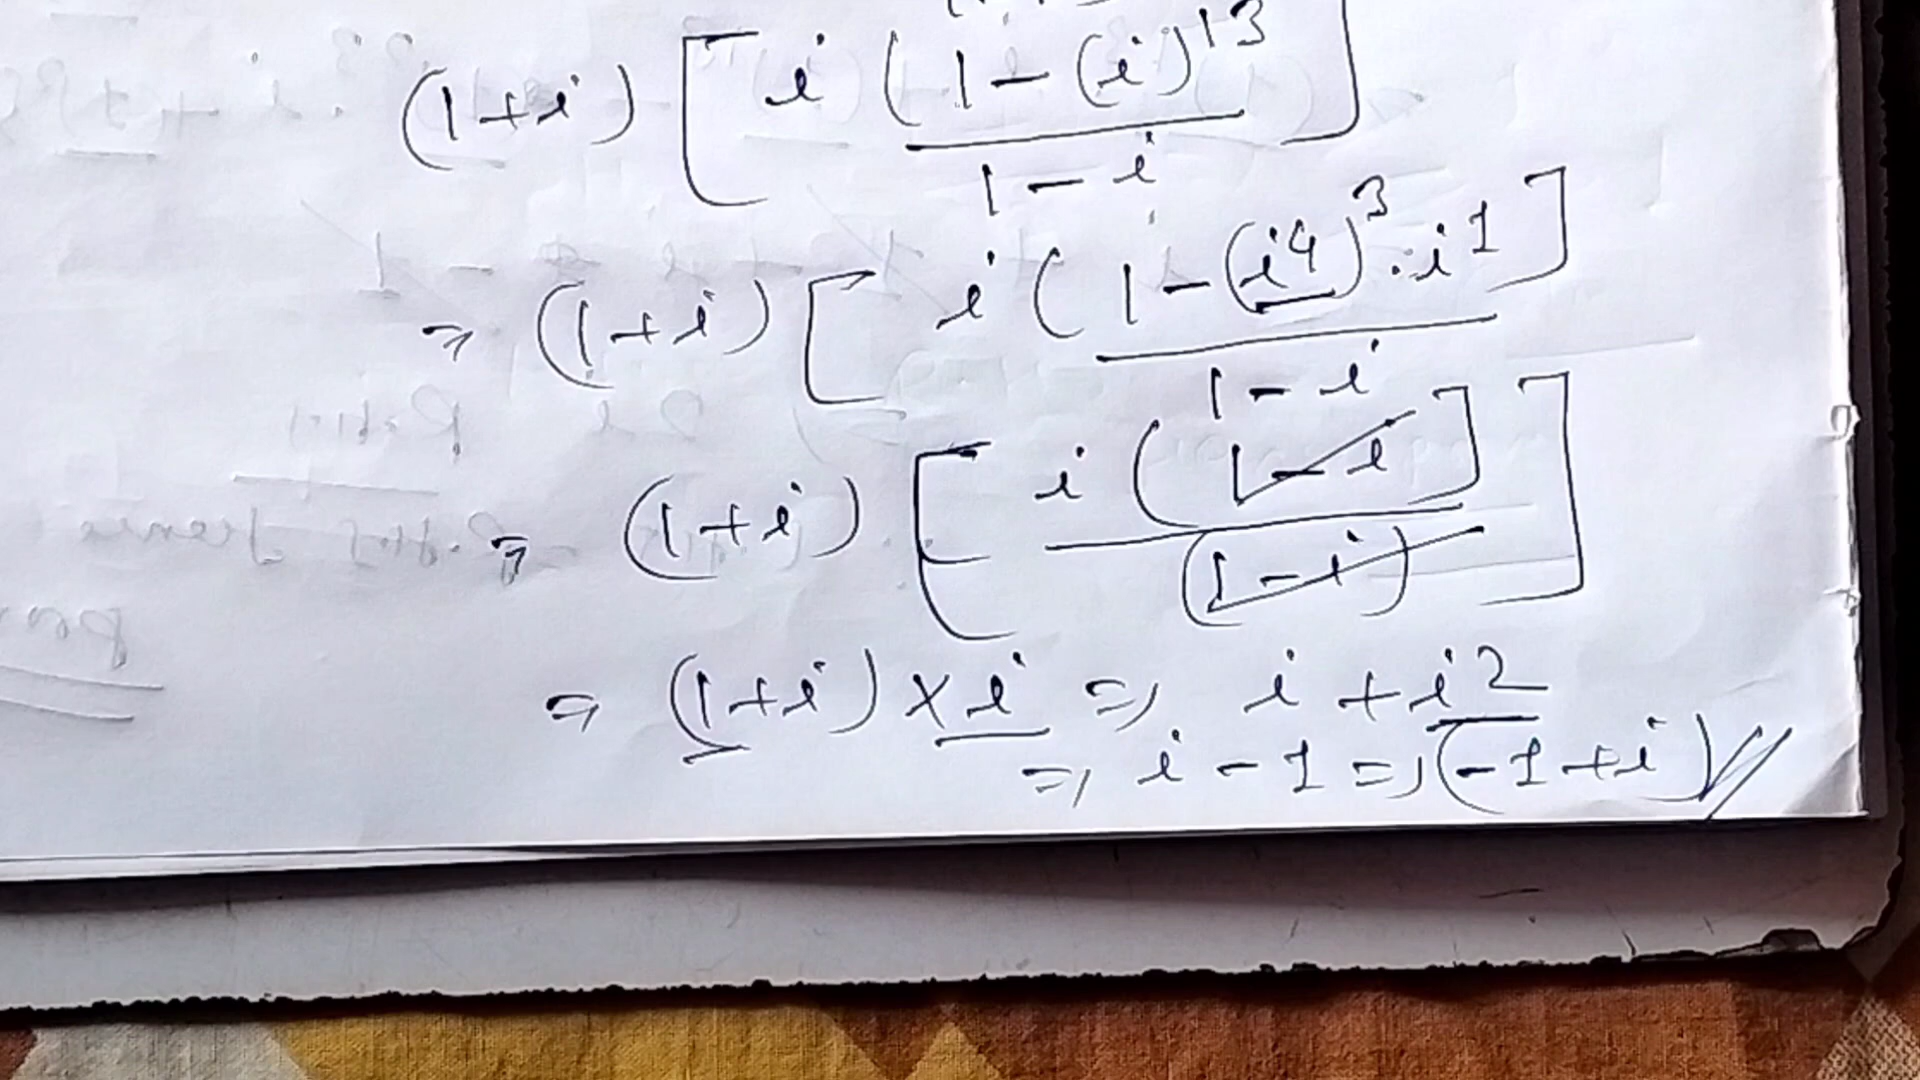 (1+i) [ i ( 1 - (i)^13 / 1 - i ]
⇒ (1+i) [ i ( 1 - (i^4)^3 . i^1 / 1 - i ]
⇒ (1+i) [ i ( 1 - i ] / (1 - i) ]
⇒ (1+i) × i ⇒ i + i^2
⇒ i - 1 ⇒ (-1 + i)